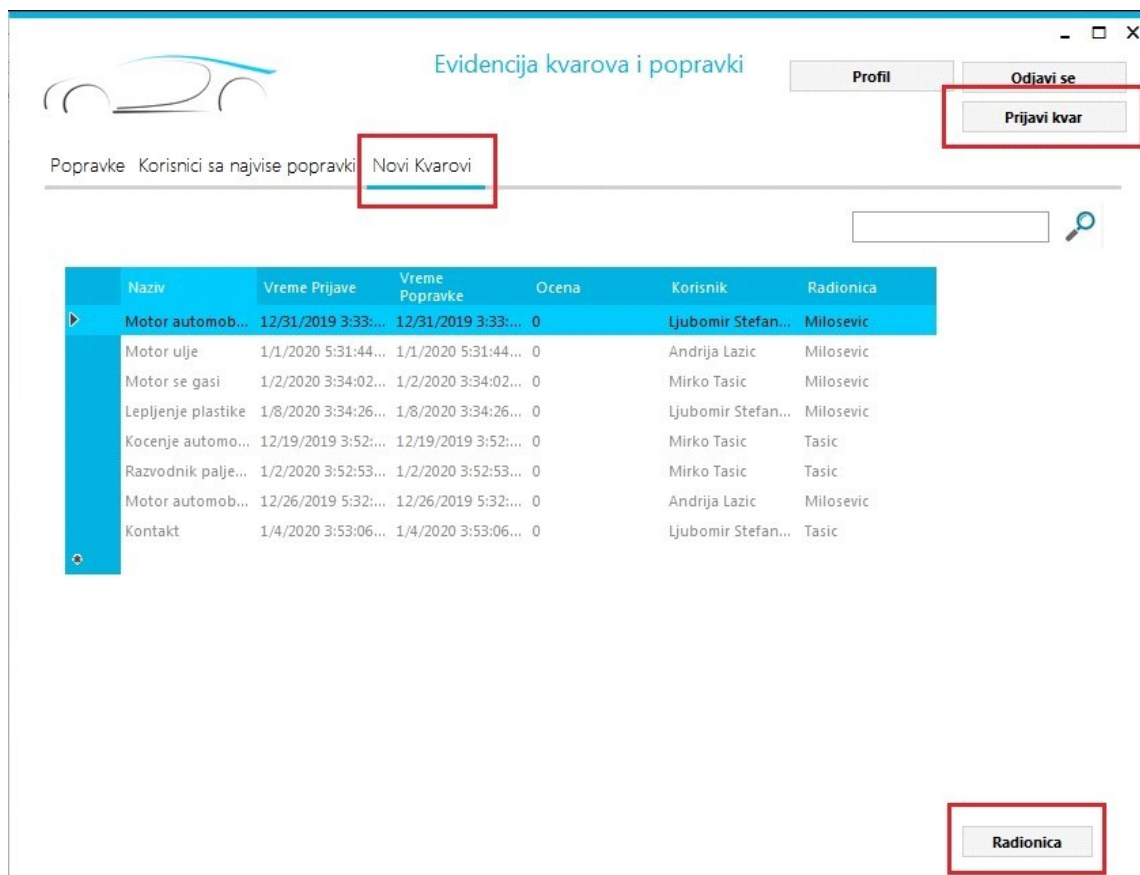 Evidencija kvarova i popravki
Profil
Odjavi se
Prijavi kvar
Popravke Korisnici sa najvise popravki Novi Kvarovi
Naziv Vreme Prijave Vreme Popravke Ocena Korisnik Radionica
Motor automob... 12/31/2019 3:33:... 12/31/2019 3:33:... 0 Ljubomir Stefan... Milosevic
Motor ulje 1/1/2020 5:31:44... 1/1/2020 5:31:44... 0 Andrija Lazic Milosevic
Motor se gasi 1/2/2020 3:34:02... 1/2/2020 3:34:02... 0 Mirko Tasic Milosevic
Lepljenje plastike 1/8/2020 3:34:26... 1/8/2020 3:34:26... 0 Ljubomir Stefan... Milosevic
Kocenje automo... 12/19/2019 3:52:... 12/19/2019 3:52:... 0 Mirko Tasic Tasic
Razvodnik palje... 1/2/2020 3:52:53... 1/2/2020 3:52:53... 0 Mirko Tasic Tasic
Motor automob... 12/26/2019 5:32:... 12/26/2019 5:32:... 0 Andrija Lazic Milosevic
Kontakt 1/4/2020 3:53:06... 1/4/2020 3:53:06... 0 Ljubomir Stefan... Tasic
Radionica